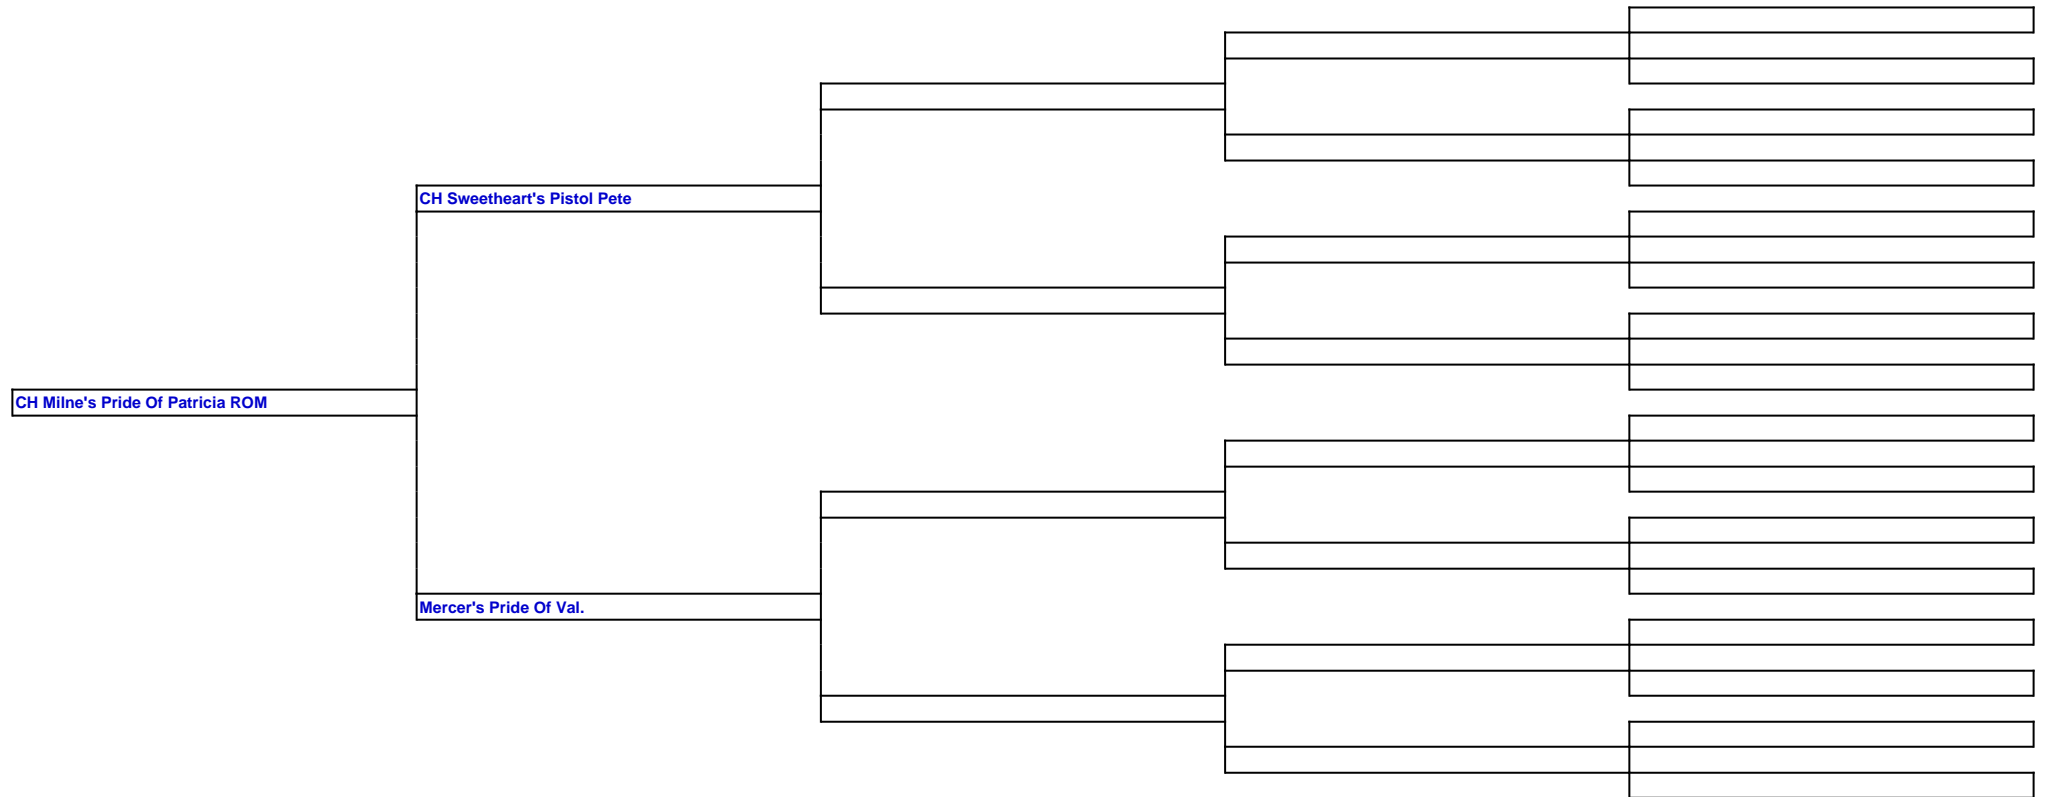 CH Sweetheart's Pistol Pete
CH Milne's Pride Of Patricia ROM
Mercer's Pride Of Val.